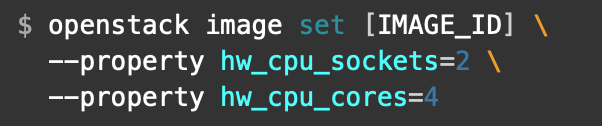 $ openstack image set [IMAGE_ID] \
--property hw_cpu_sockets=2 \
--property hw_cpu_cores=4